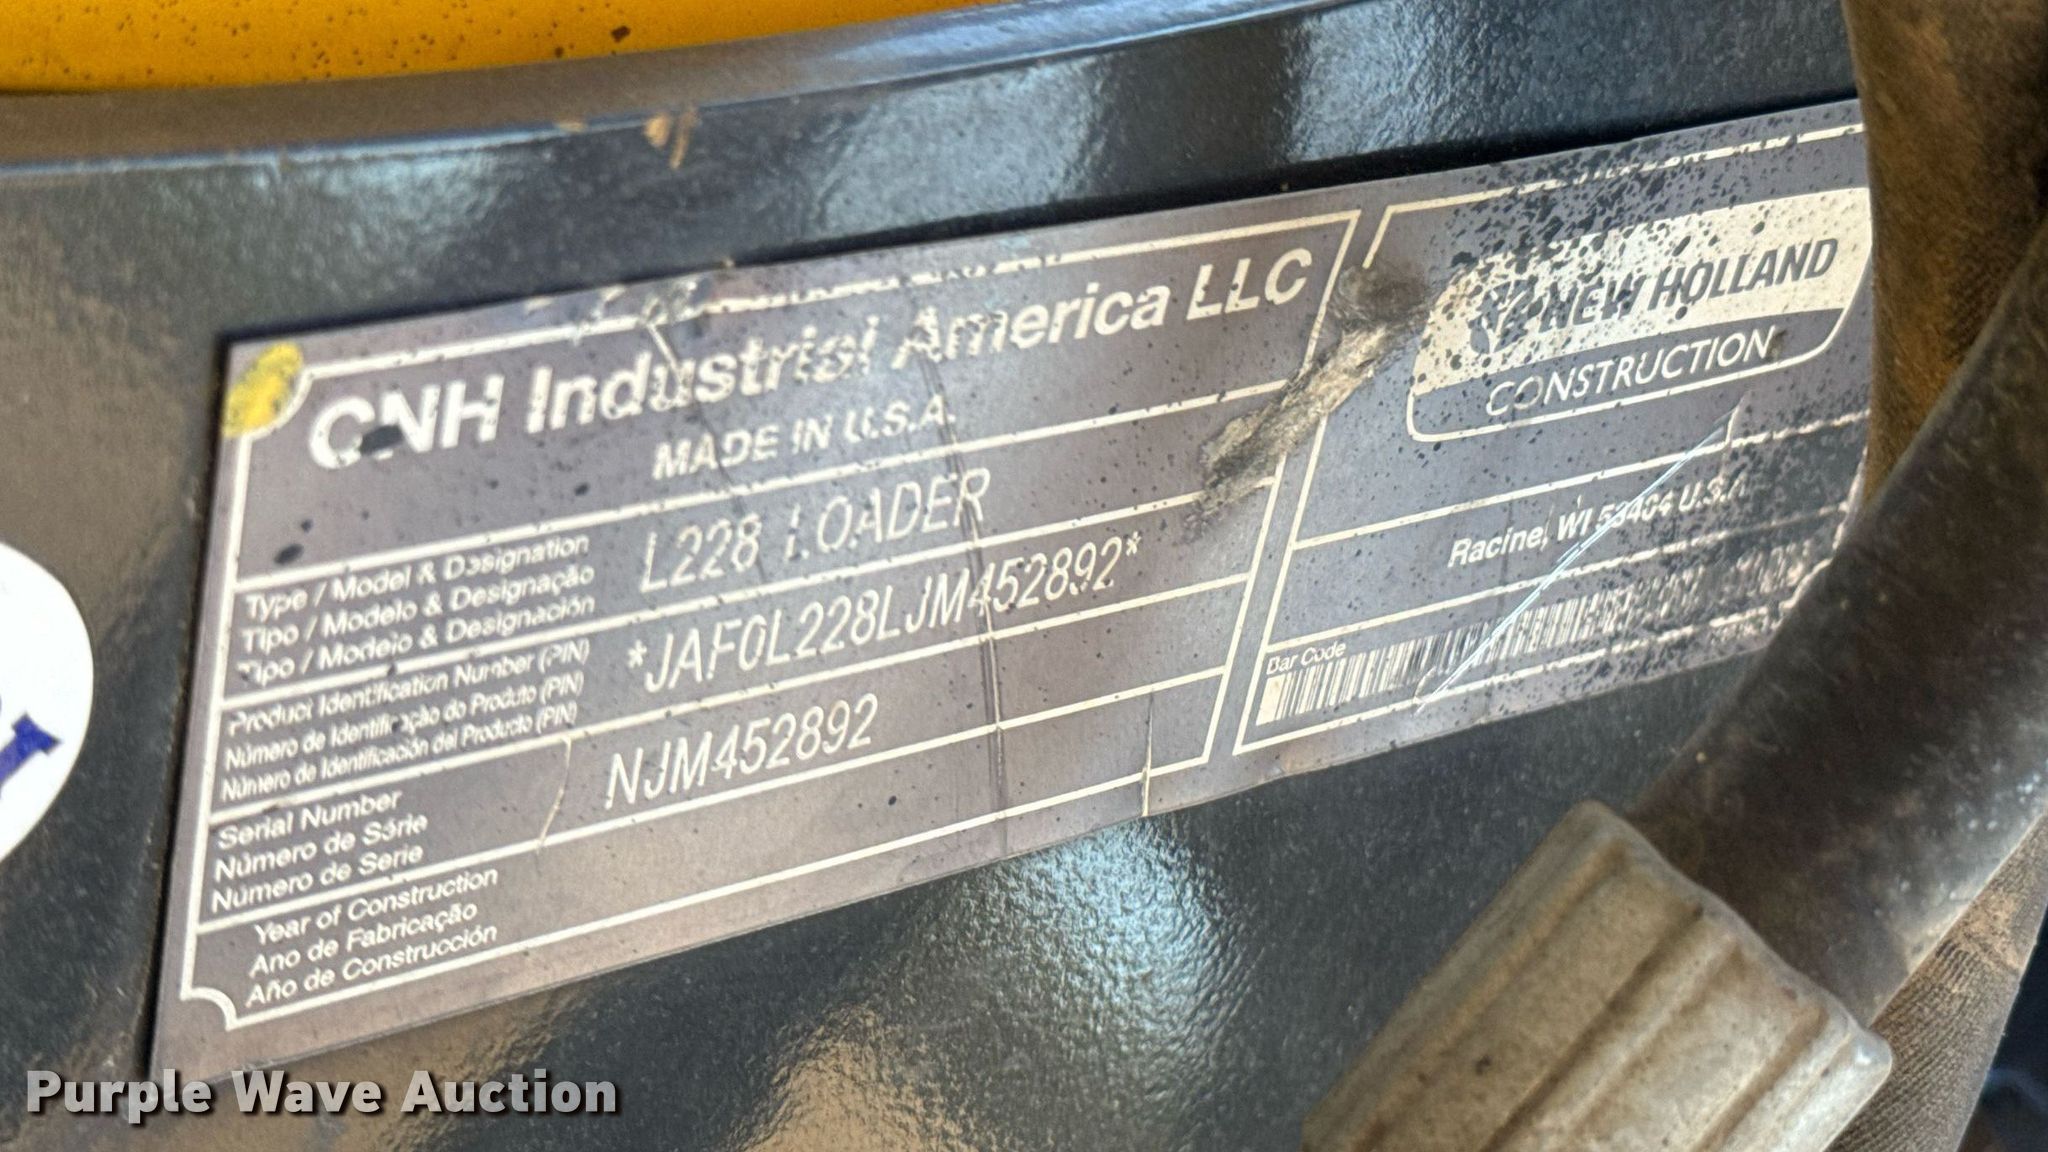 CNH Industrial America LLC
MADE IN U.S.A.
Type / Model & Designation
Tipo / Modelo & Designação
Tipo / Modelo & Designación
L228 LOADER
Product Identification Number (PIN)
Número de Identificação do Produto (PIN)
Número de Identificación del Producto (PIN)
*JAF0L228LJM452892*
Serial Number
Número de Série
Número de Serie
NJM452892
Year of Construction
Ano de Fabricação
Año de Construcción
NEW HOLLAND
CONSTRUCTION
Racine, WI 53404 U.S.A.
Bar Code
Purple Wave Auction